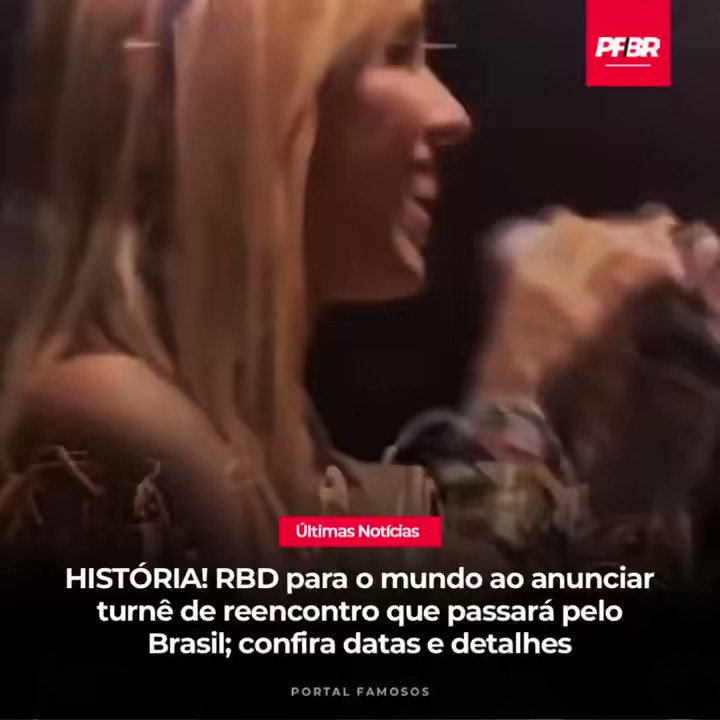 PFBR
Últimas Notícias
HISTÓRIA! RBD para o mundo ao anunciar
turnê de reencontro que passará pelo
Brasil; confira datas e detalhes
PORTAL FAMOSOS